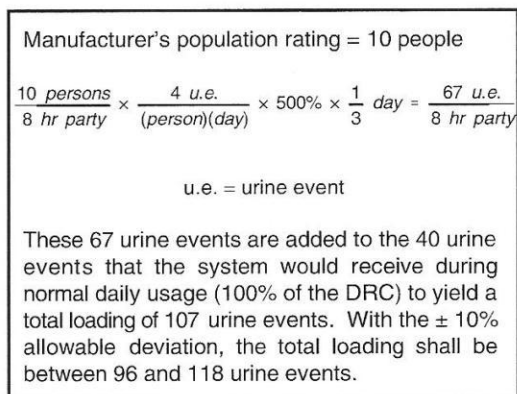 Manufacturer's population rating = 10 people
10 persons / 8 hr party × 4 u.e. / (person)(day) × 500% × 1/3 day = 67 u.e. / 8 hr party
u.e. = urine event
These 67 urine events are added to the 40 urine
events that the system would receive during
normal daily usage (100% of the DRC) to yield a
total loading of 107 urine events. With the ± 10%
allowable deviation, the total loading shall be
between 96 and 118 urine events.